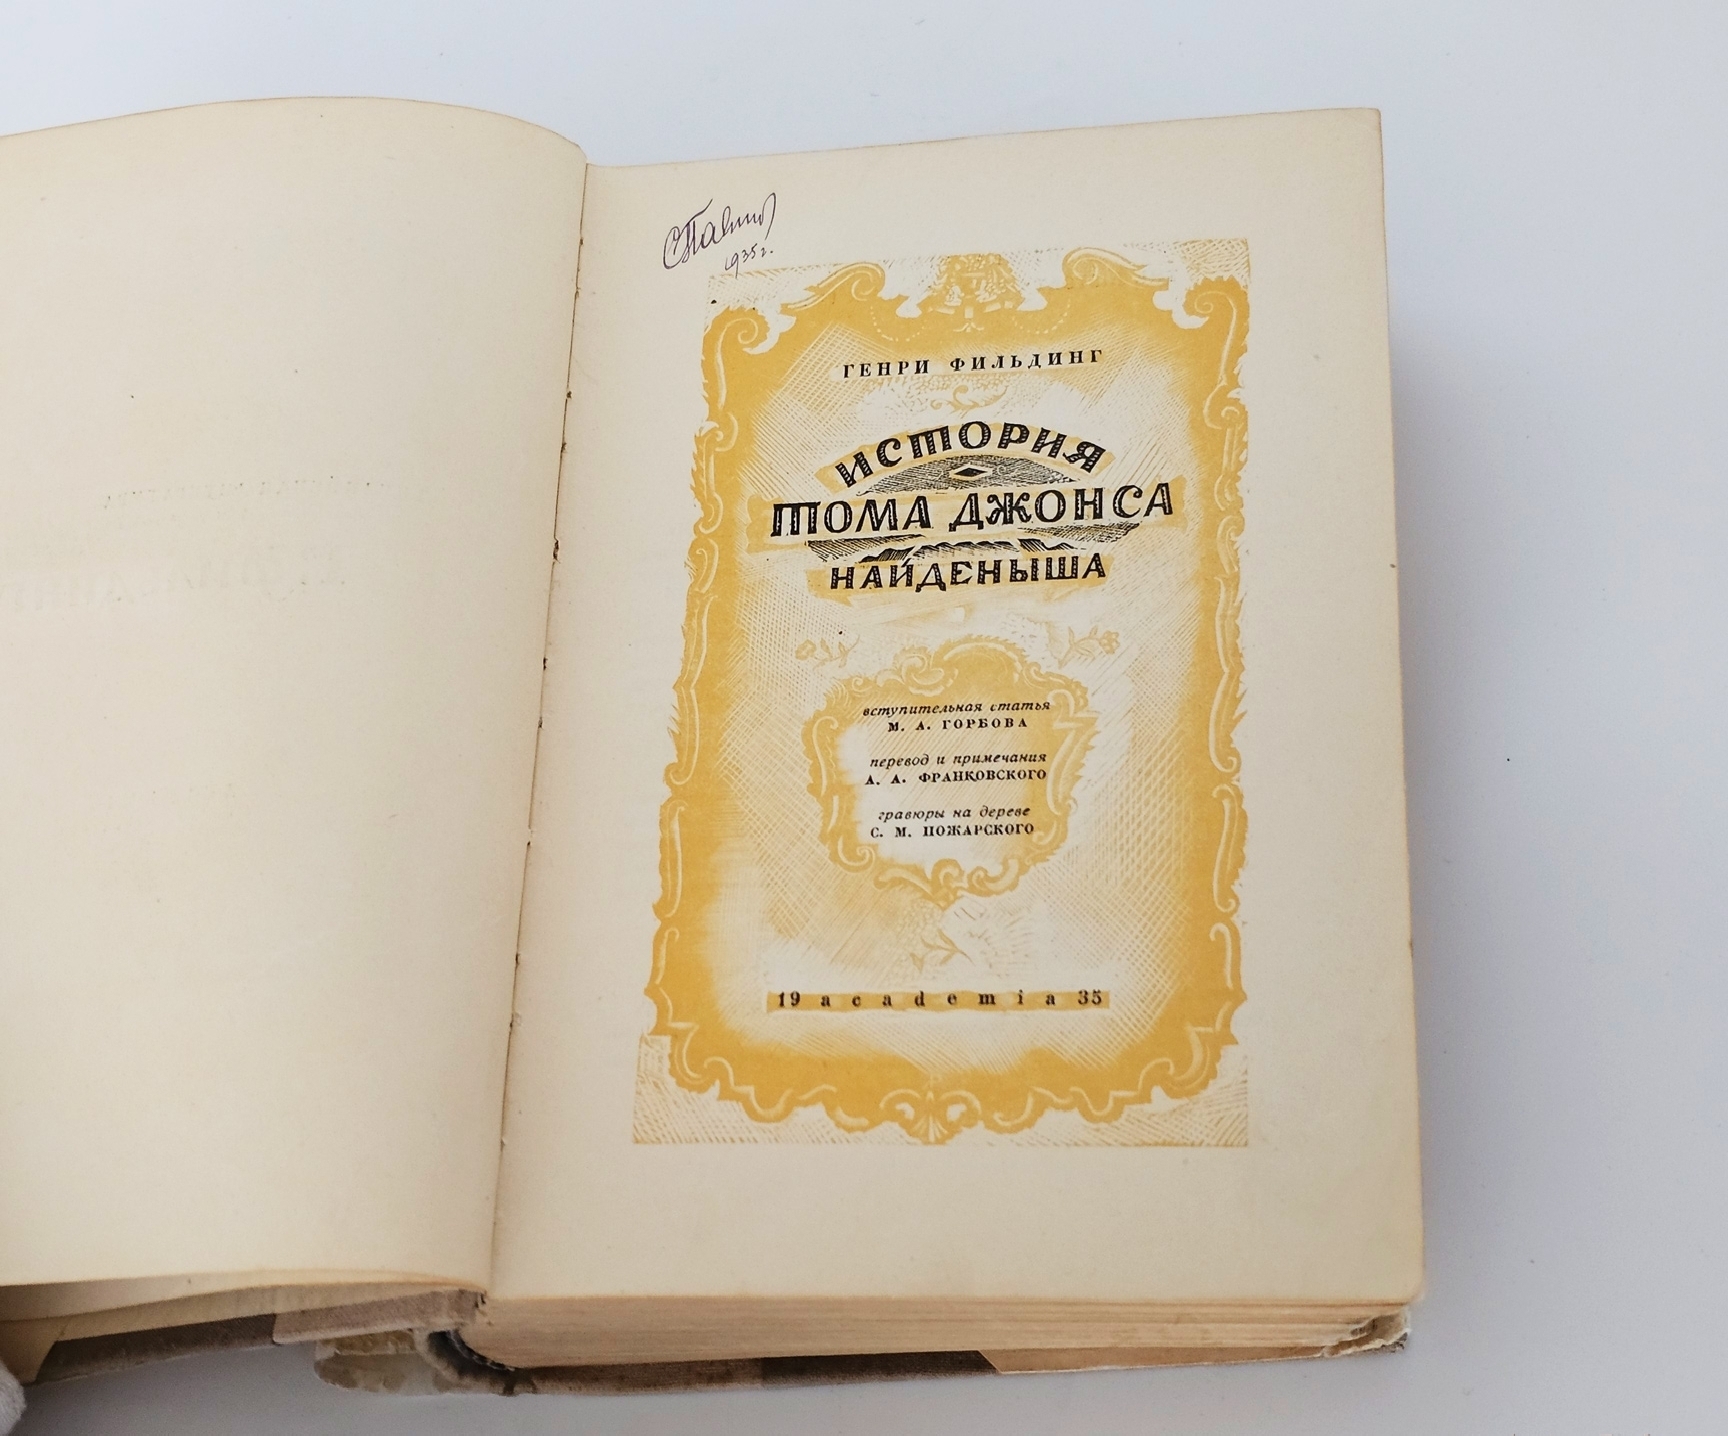 1935 г.
ГЕНРИ ФИЛЬДИНГ
ИСТОРИЯ
ТОМА ДЖОНСА
НАЙДЕНЫША
вступительная статья
М. А. ГОРБОВА
перевод и примечания
А. А. ФРАНКОВСКОГО
гравюры на дереве
С. М. ПОЖАРСКОГО
19 academia 35